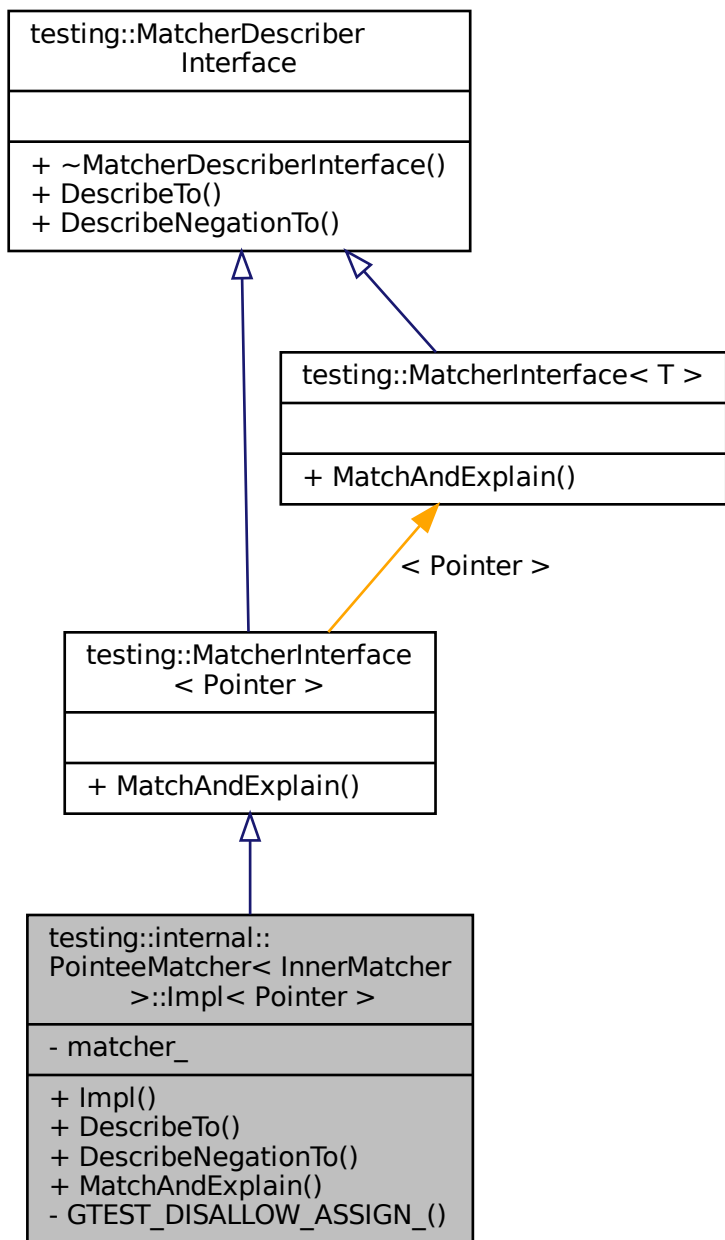 testing::MatcherDescriber
Interface
+ ~MatcherDescriberInterface()
+ DescribeTo()
+ DescribeNegationTo()
testing::MatcherInterface< T >
+ MatchAndExplain()
< Pointer >
testing::MatcherInterface
< Pointer >
+ MatchAndExplain()
testing::internal::
PointeeMatcher< InnerMatcher
>::Impl< Pointer >
- matcher_
+ Impl()
+ DescribeTo()
+ DescribeNegationTo()
+ MatchAndExplain()
- GTEST_DISALLOW_ASSIGN_()